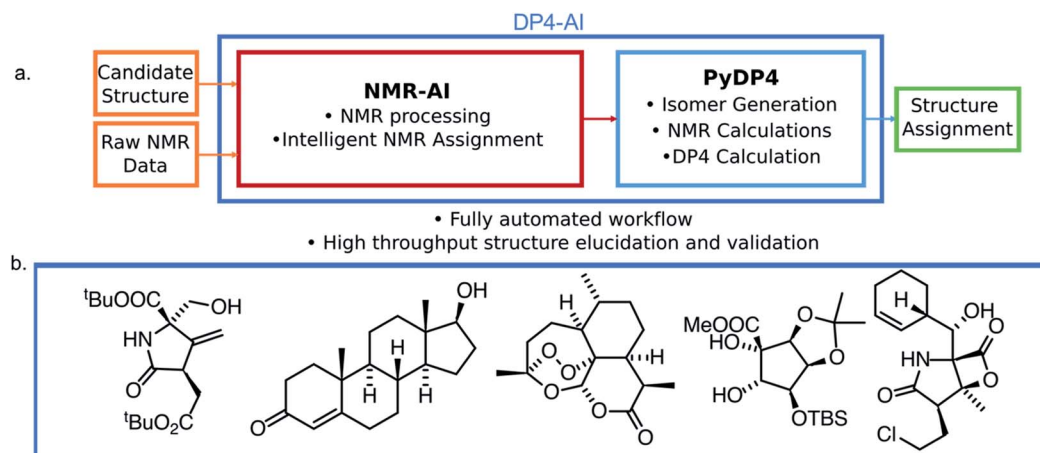 DP4-AI
a.
Candidate
Structure
Raw NMR
Data
NMR-AI
• NMR processing
•Intelligent NMR Assignment
PyDP4
• Isomer Generation
• NMR Calculations
•DP4 Calculation
Structure
Assignment
• Fully automated workflow
• High throughput structure elucidation and validation
b.
tBuOOC
OH
HN
O
tBuO2C
OH
H
H
H
O
H
O
O
O
H
O
O
MeOOC
HO
O
O
HO
OTBS
H
OH
O
HN
O
O
Cl